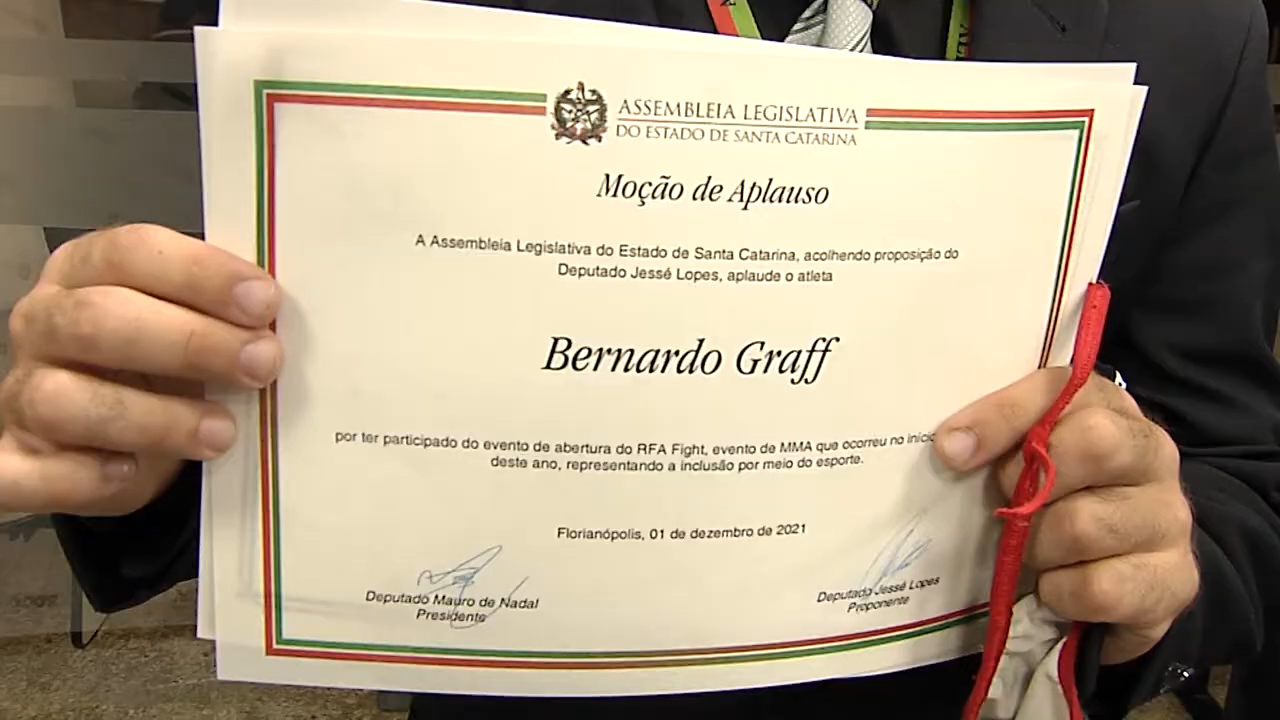 ASSEMBLEIA LEGISLATIVA
DO ESTADO DE SANTA CATARINA
Moção de Aplauso
A Assembleia Legislativa do Estado de Santa Catarina, acolhendo proposição do
Deputado Jessé Lopes, aplaude o atleta
Bernardo Graff
por ter participado do evento de abertura do RFA Fight, evento de MMA que ocorreu no início
deste ano, representando a inclusão por meio do esporte.
Florianópolis, 01 de dezembro de 2021
Deputado Mauro de Nadal
Presidente
Deputado Jessé Lopes
Proponente